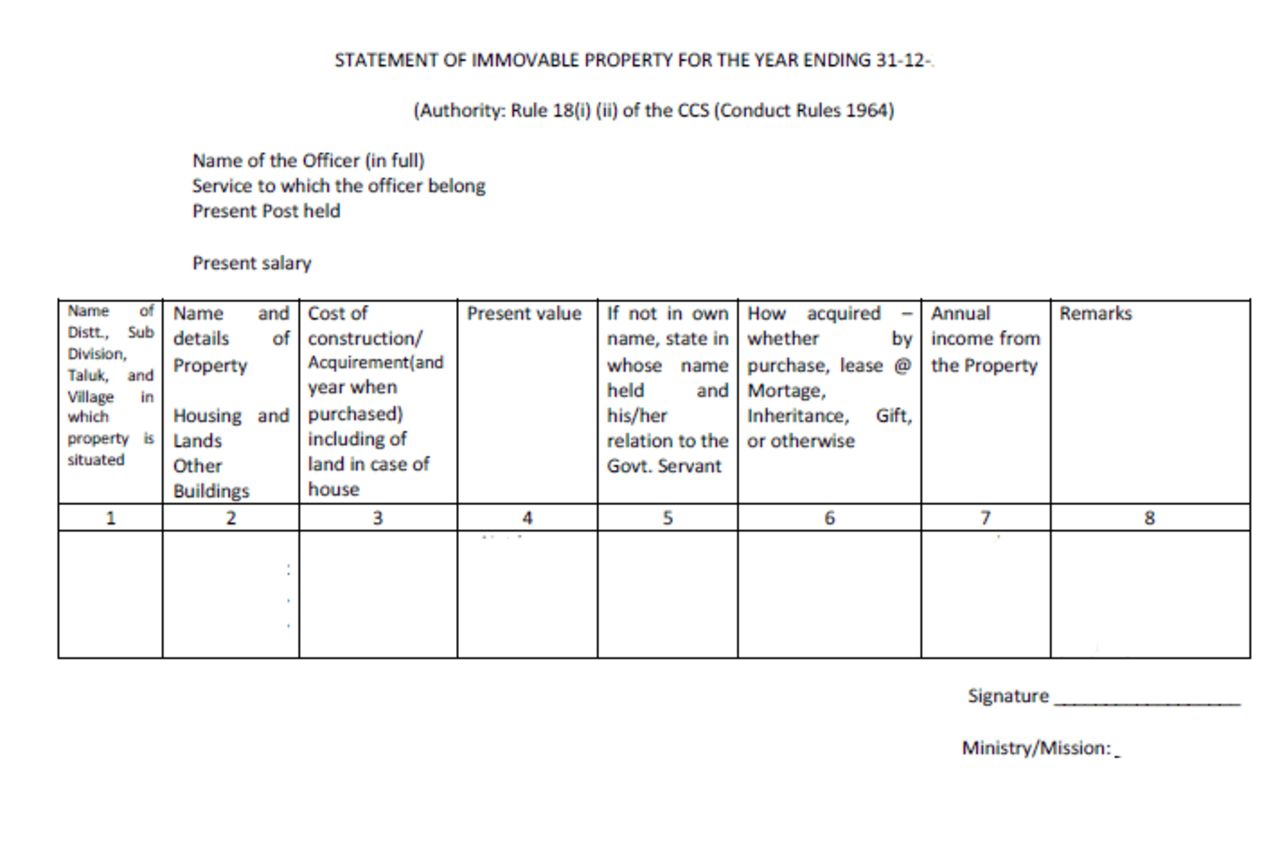 STATEMENT OF IMMOVABLE PROPERTY FOR THE YEAR ENDING 31-12-
(Authority: Rule 18(i) (ii) of the CCS (Conduct Rules 1964)
Name of the Officer (in full)
Service to which the officer belong
Present Post held
Present salary
Name of
Distt., Sub
Division,
Taluk, and
Village in
which
property is
situated
Name and
details of
Property
Housing and
Lands
Other
Buildings
Cost of
construction/
Acquirement(and
year when
purchased)
including of
land in case of
house
Present value
If not in own
name, state in
whose name
held and
his/her
relation to the
Govt. Servant
How acquired –
whether by
purchase, lease @
Mortage,
Inheritance, Gift,
or otherwise
Annual
income from
the Property
Remarks
1 2 3 4 5 6 7 8
Signature ___________________
Ministry/Mission: _